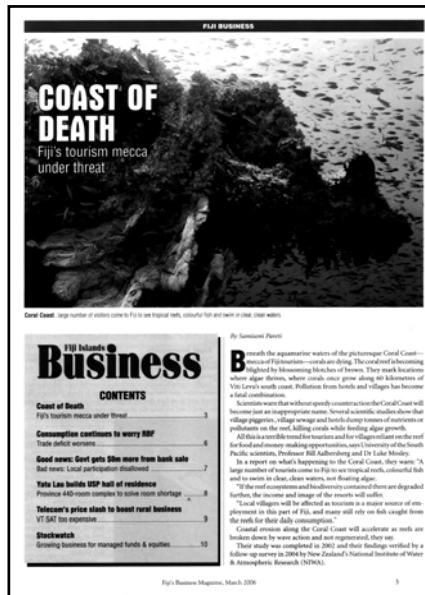 FIJI BUSINESS
COAST OF
DEATH
Fiji's tourism mecca
under threat
Coral Coast: large number of visitors come to Fiji to see tropical reefs, colourful fish and swim in clear, clean waters
Fiji Islands
Business
CONTENTS
Coast of Death
Fiji's tourism mecca under threat 3
Consumption continues to worry RBF
Trade deficit worsens 6
Good news: Govt gets $8m more from bank sale
Bad news: Local participation disallowed 7
Yatu Lau builds USP hall of residence
Province 440-room complex to solve room shortage 8
Telecom's price slash to boost rural business
VT SAT too expensive 9
Stockwatch
Growing business for managed funds & equities 10
By Samisoni Pareti
Beneath the aquamarine waters of the picturesque Coral Coast—
mecca of Fiji tourism—corals are dying. The coral reef is becoming
blighted by blossoming blotches of brown. They mark locations
where algae thrives, where corals once grew along 60 kilometres of
Viti Levu's south coast. Pollution from hotels and villages has become
a fatal combination.
Scientists warn that without speedy counteraction the Coral Coast will
become just an inappropriate name. Several scientific studies show that
village piggeries, village sewage and hotels dump tonnes of nutrients or
pollutants on the reef, killing corals while feeding algae growth.
All this is a terrible trend for tourism and for villages reliant on the reef
for food and money-making opportunities, says University of the South
Pacific scientists, Professor Bill Aalbersberg and Dr Luke Mosley.
In a report on what's happening to the Coral Coast, they warn: "A
large number of tourists come to Fiji to see tropical reefs, colourful fish
and to swim in clear, clean waters, not floating algae.
"If the reef ecosystems and biodiversity contained there are degraded
further, the income and image of the resorts will suffer.
"Local villagers will be affected as tourism is a major source of em-
ployment in this part of Fiji, and many still rely on fish caught from
the reefs for their daily consumption."
Coastal erosion along the Coral Coast will accelerate as reefs are
broken down by wave action and not regenerated, they say.
Their study was completed in 2002 and their findings verified by a
follow-up survey in 2004 by New Zealand's National Institute of Water
& Atmospheric Research (NIWA).
Fiji's Business Magazine, March 2006
3